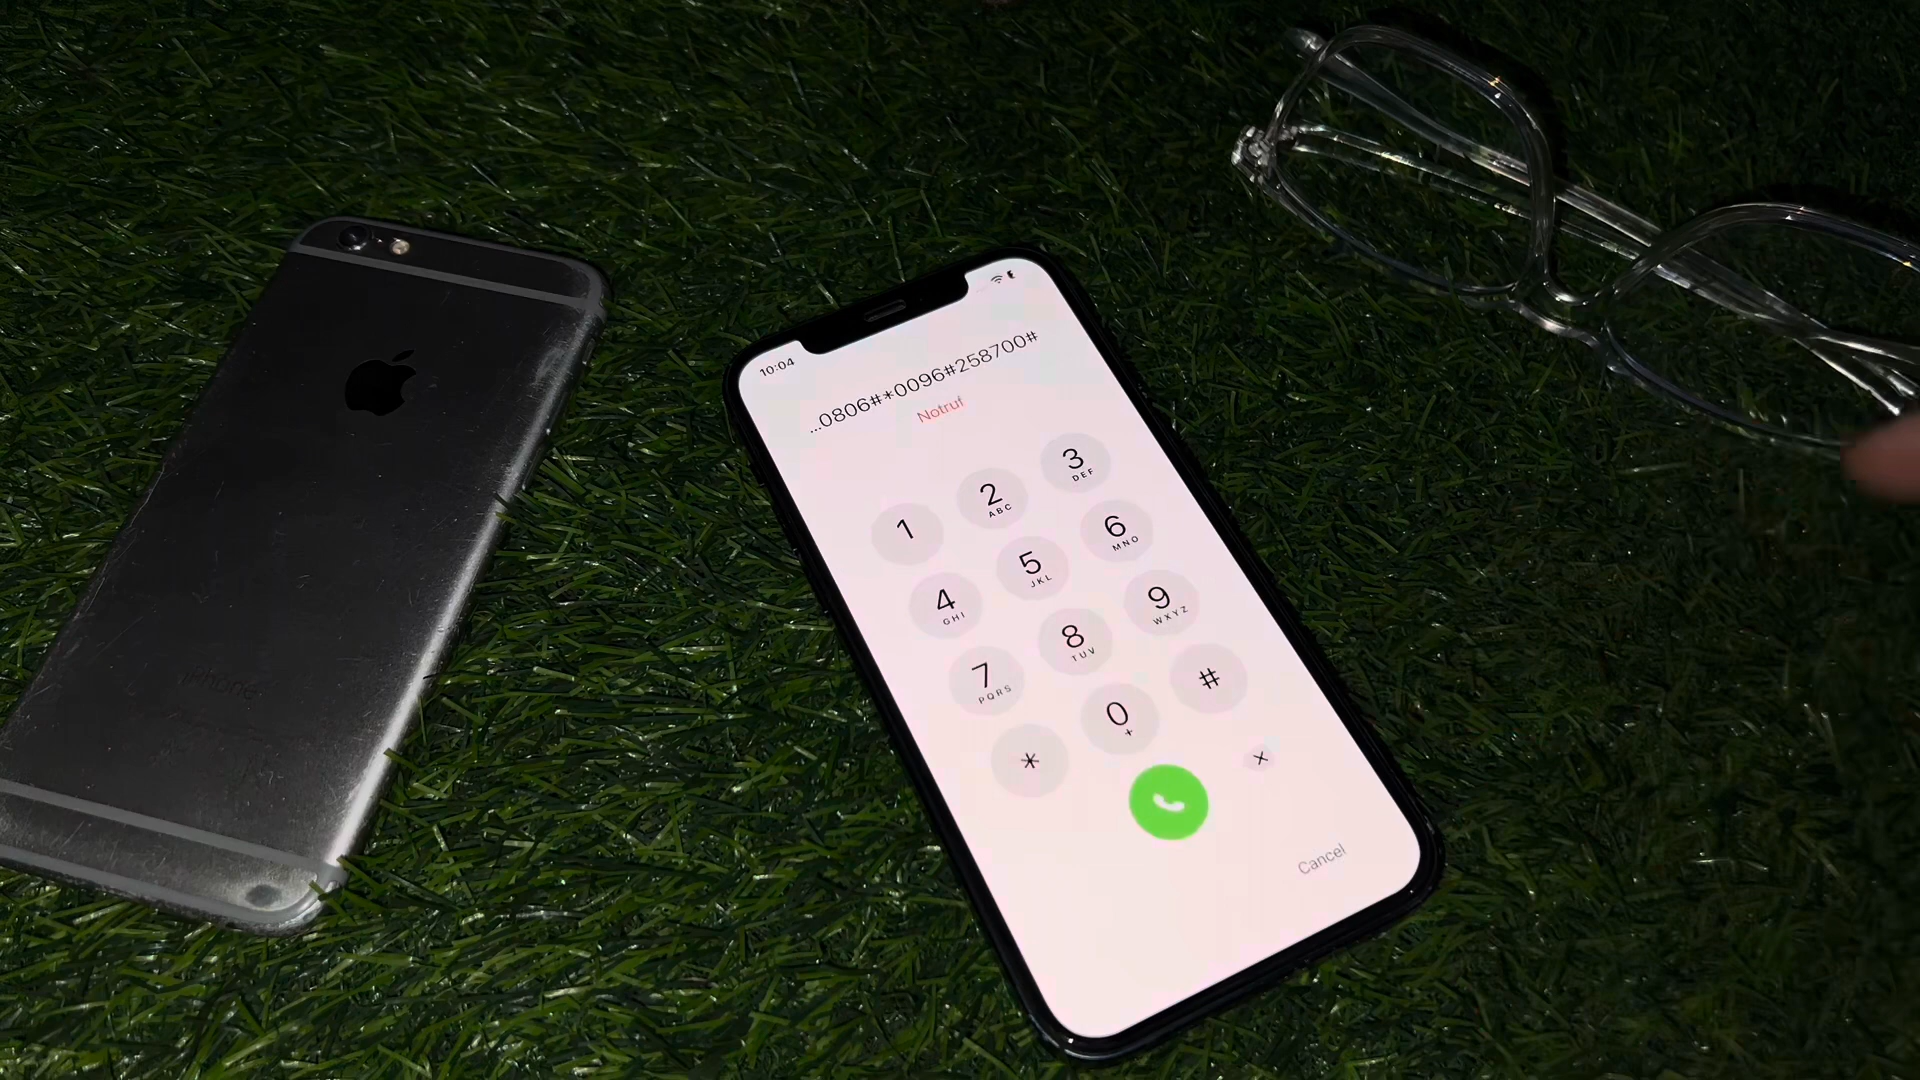 10:04
...0806#*0096#258700#
Notruf
1
2
ABC
3
DEF
4
GHI
5
JKL
6
MNO
7
PQRS
8
TUV
9
WXYZ
*
0
+
#
×
Cancel
iPhone